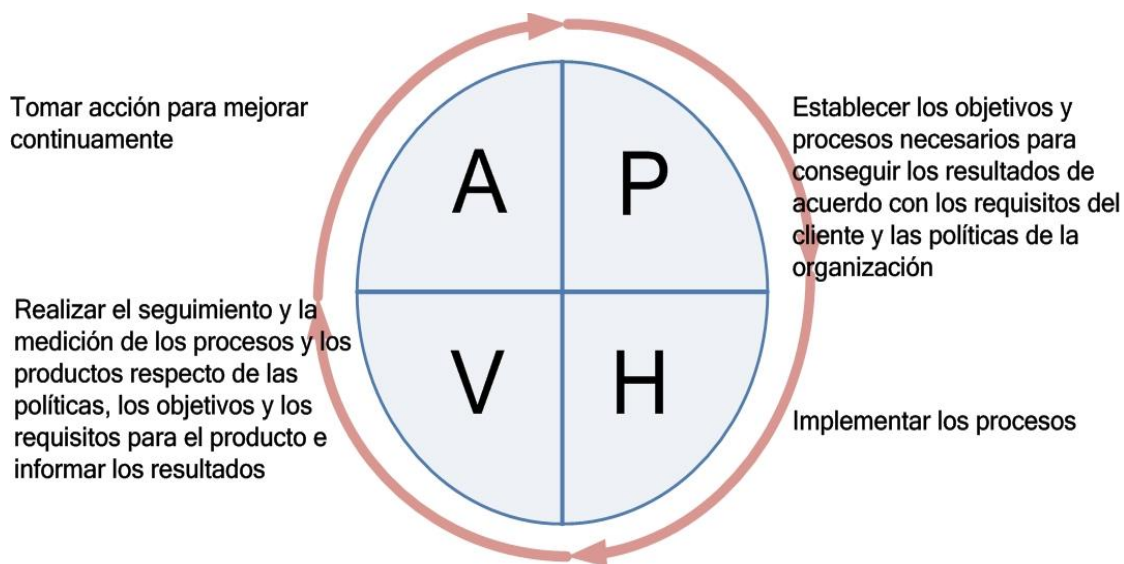 Tomar acción para mejorar
continuamente
A
P
Establecer los objetivos y
procesos necesarios para
conseguir los resultados de
acuerdo con los requisitos del
cliente y las políticas de la
organización
Realizar el seguimiento y la
medición de los procesos y los
productos respecto de las
políticas, los objetivos y los
requisitos para el producto e
informar los resultados
V
H
Implementar los procesos